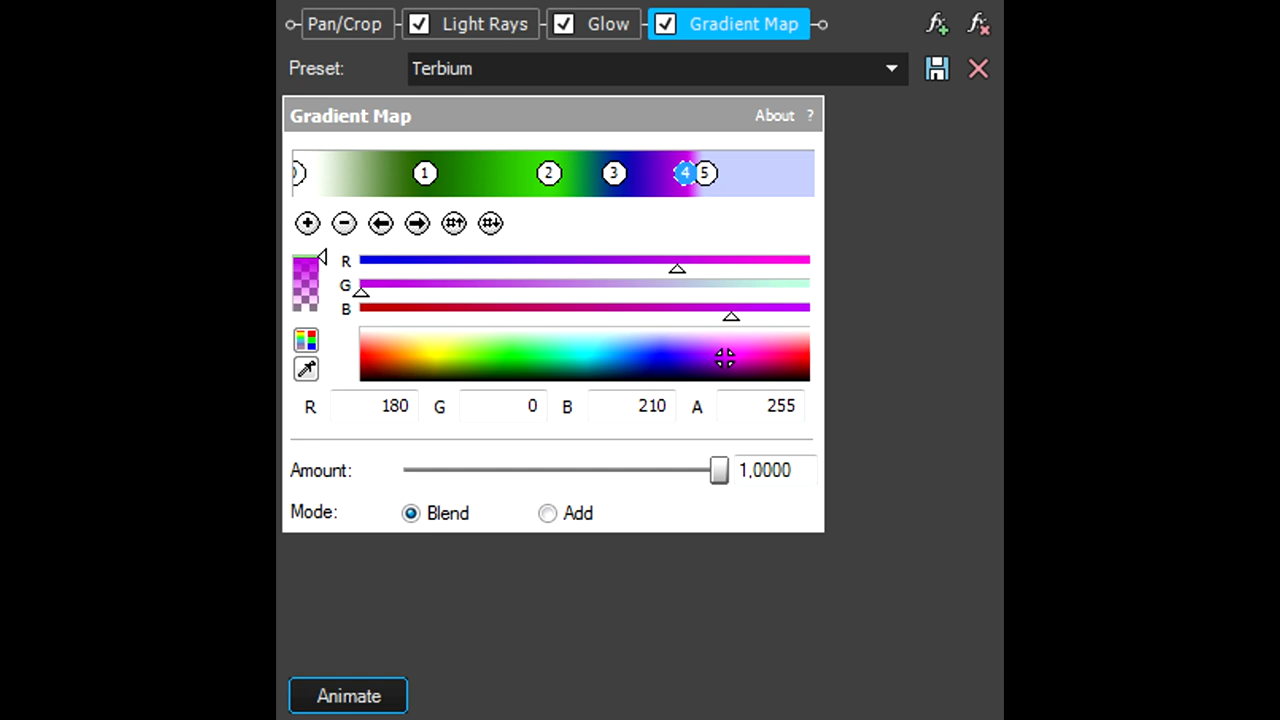 Pan/Crop Light Rays Glow Gradient Map
Preset: Terbium
Gradient Map About ?
1 2 3 4 5
R
G
B
R 180 G 0 B 210 A 255
Amount: 1,0000
Mode: Blend Add
Animate